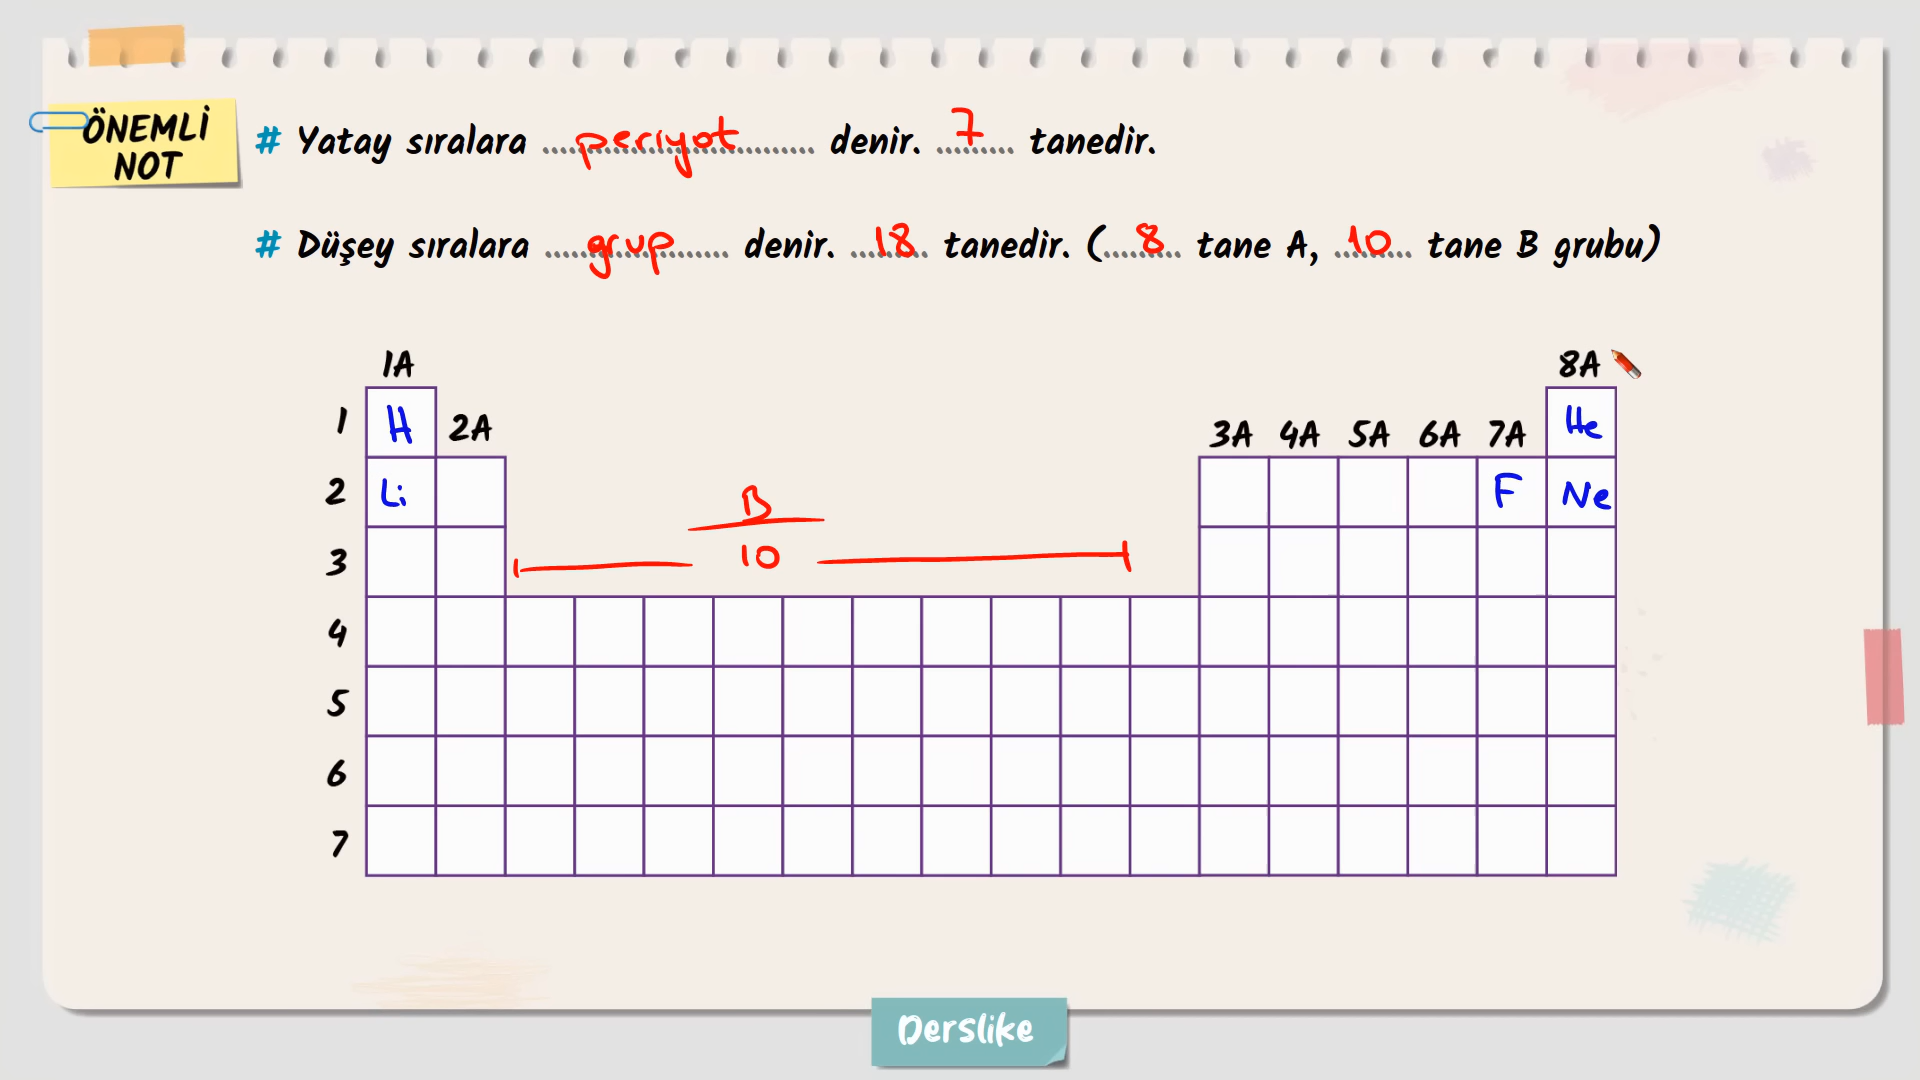 ÖNEMLİ
NOT
# Yatay sıralara periyot denir. 7 tanedir.
# Düşey sıralara grup denir. 18 tanedir. (8 tane A, 10 tane B grubu)
1A 8A
1 H 2A 3A 4A 5A 6A 7A He
2 Li B F Ne
3 10
4
5
6
7
Derslike